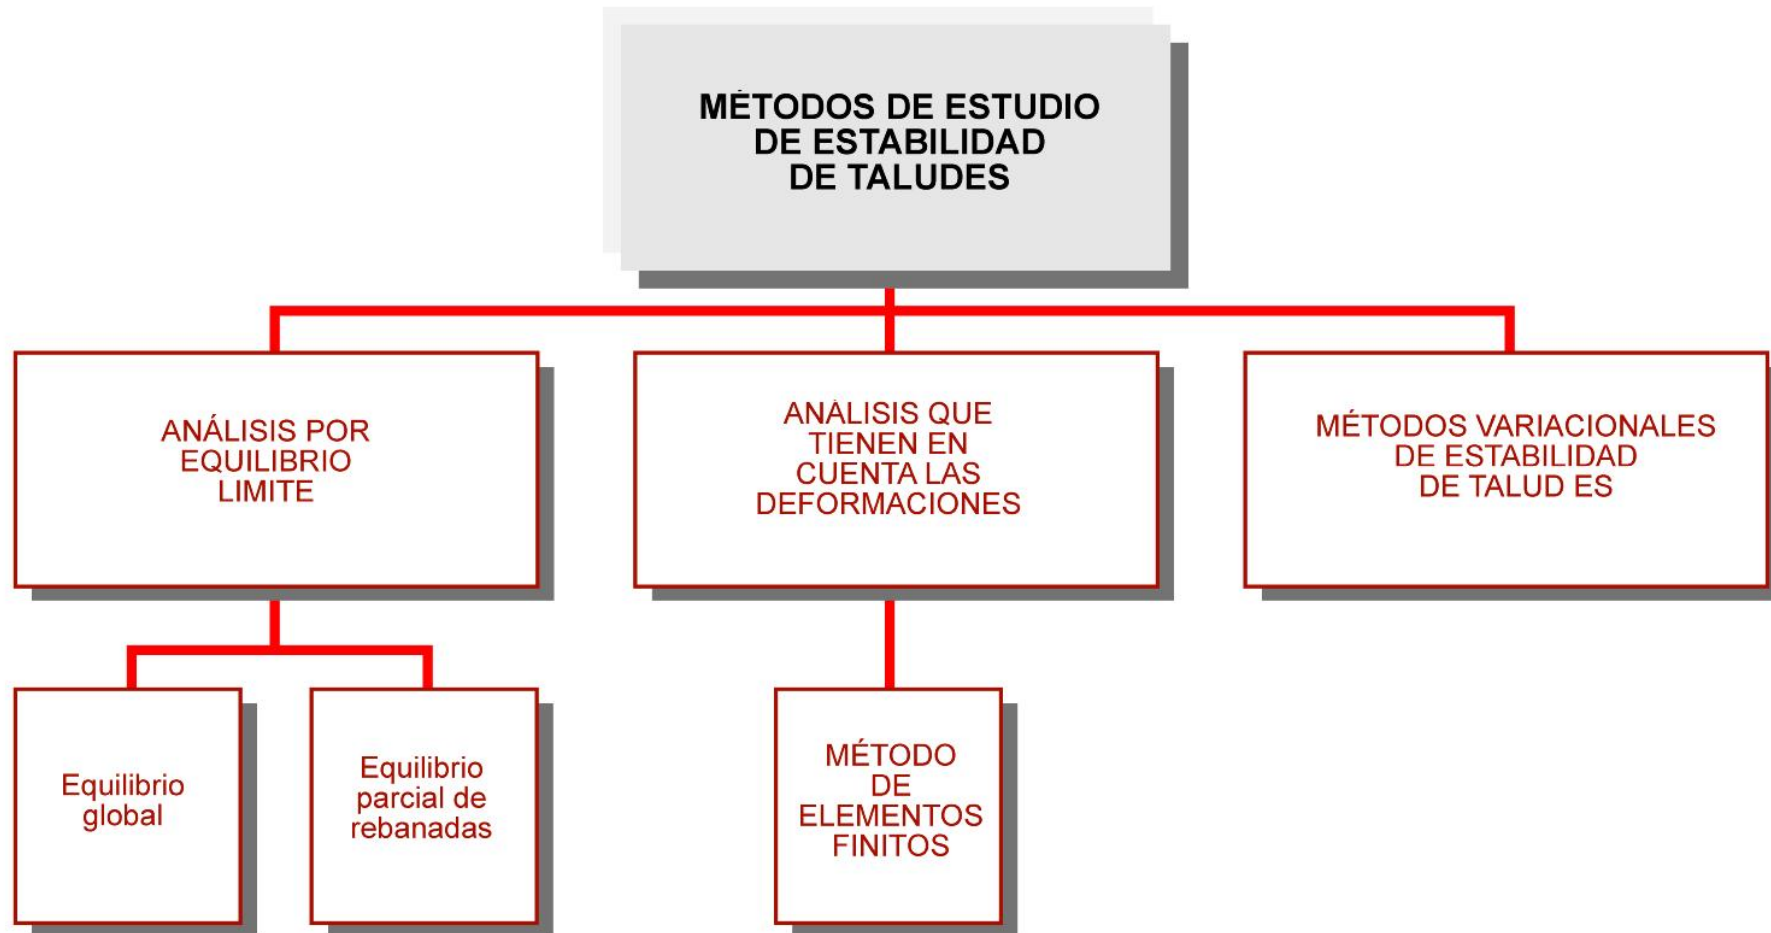 MÉTODOS DE ESTUDIO
DE ESTABILIDAD
DE TALUDES
ANÁLISIS POR
EQUILIBRIO
LIMITE
ANÁLISIS QUE
TIENEN EN
CUENTA LAS
DEFORMACIONES
MÉTODOS VARIACIONALES
DE ESTABILIDAD
DE TALUD ES
Equilibrio
global
Equilibrio
parcial de
rebanadas
MÉTODO
DE
ELEMENTOS
FINITOS